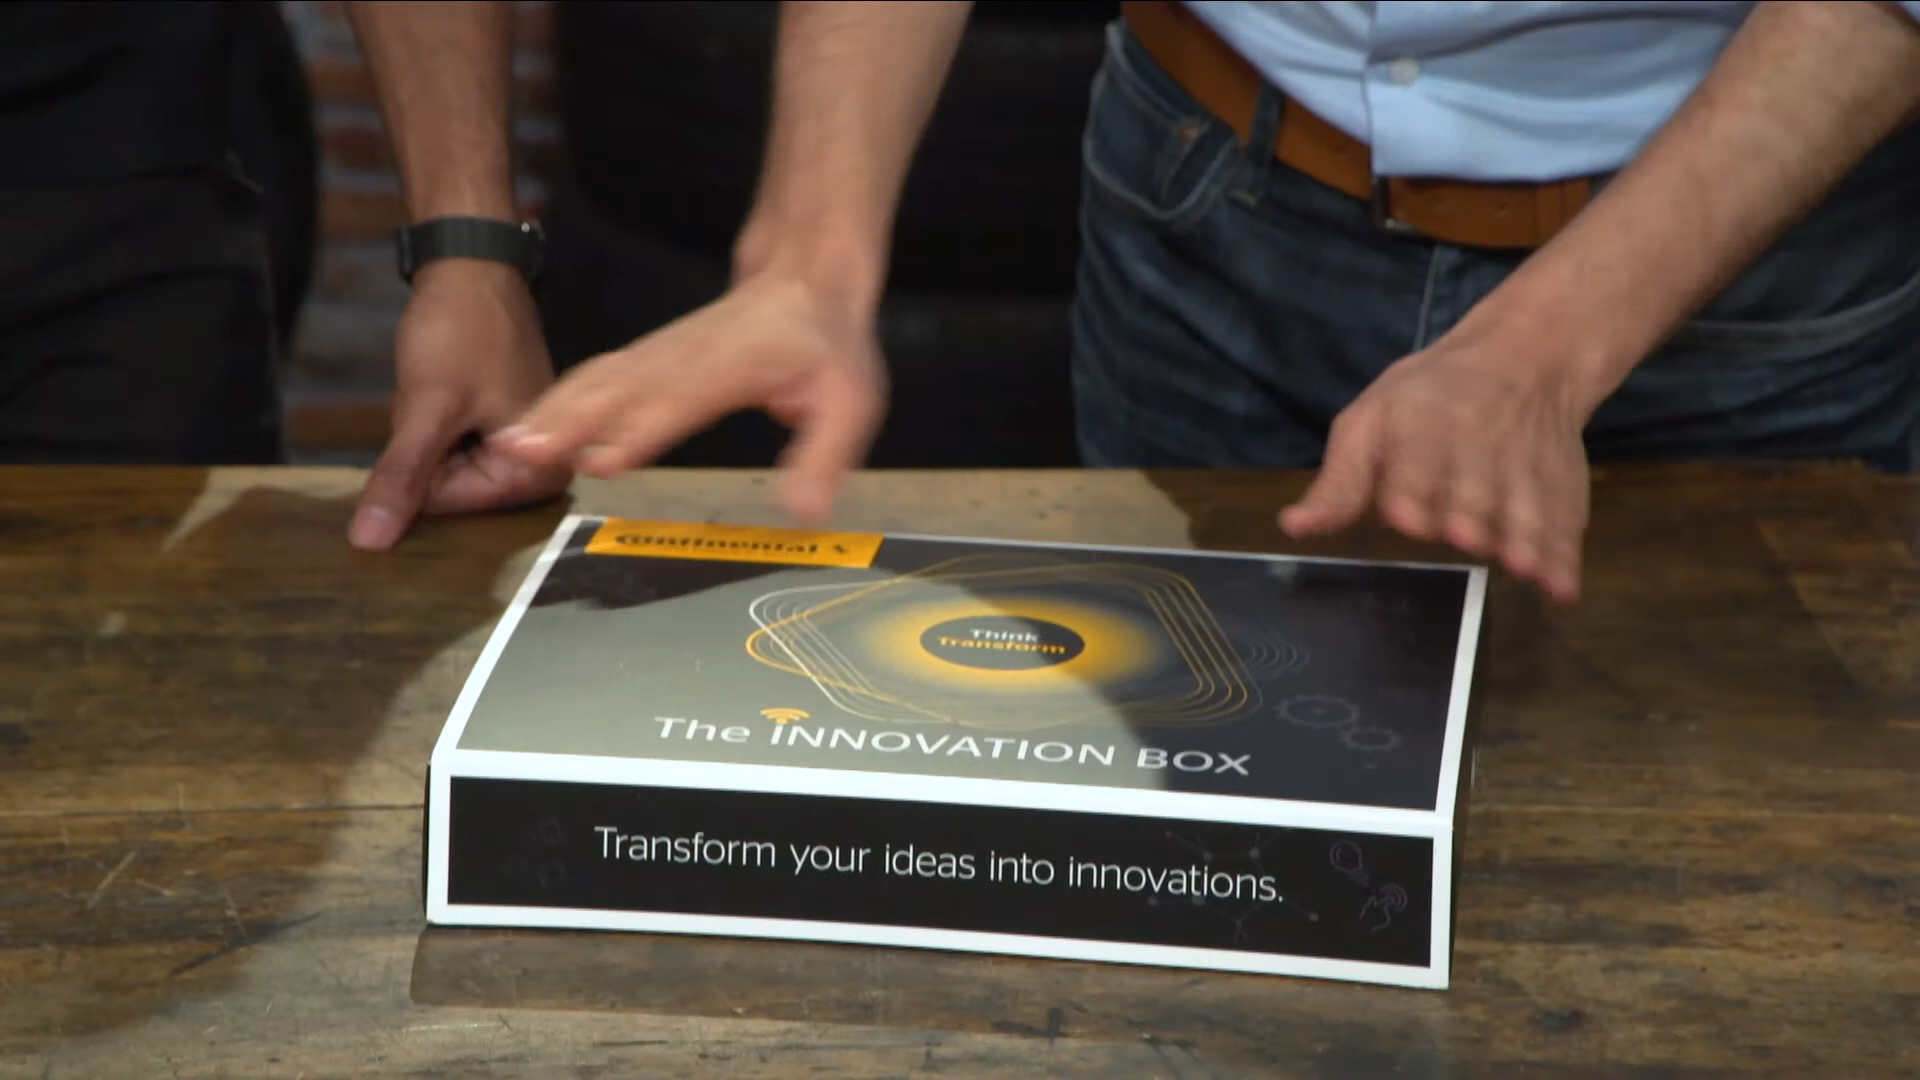 Continental
Think
Transform
The iNNOVATION BOX
Transform your ideas into innovations.